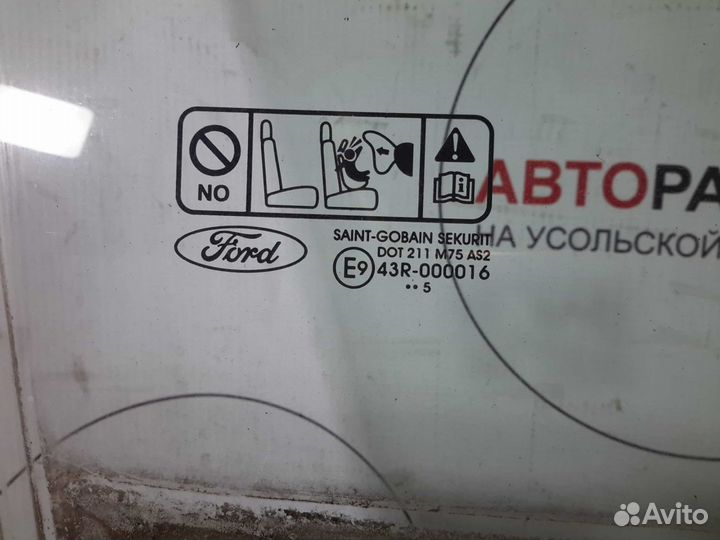 NO
Ford
SAINT-GOBAIN SEKURIT
DOT 211 M75 AS2
E9 43R-000016
•• 5
АВТОРА
НА УСОЛЬСКОЙ
Avito